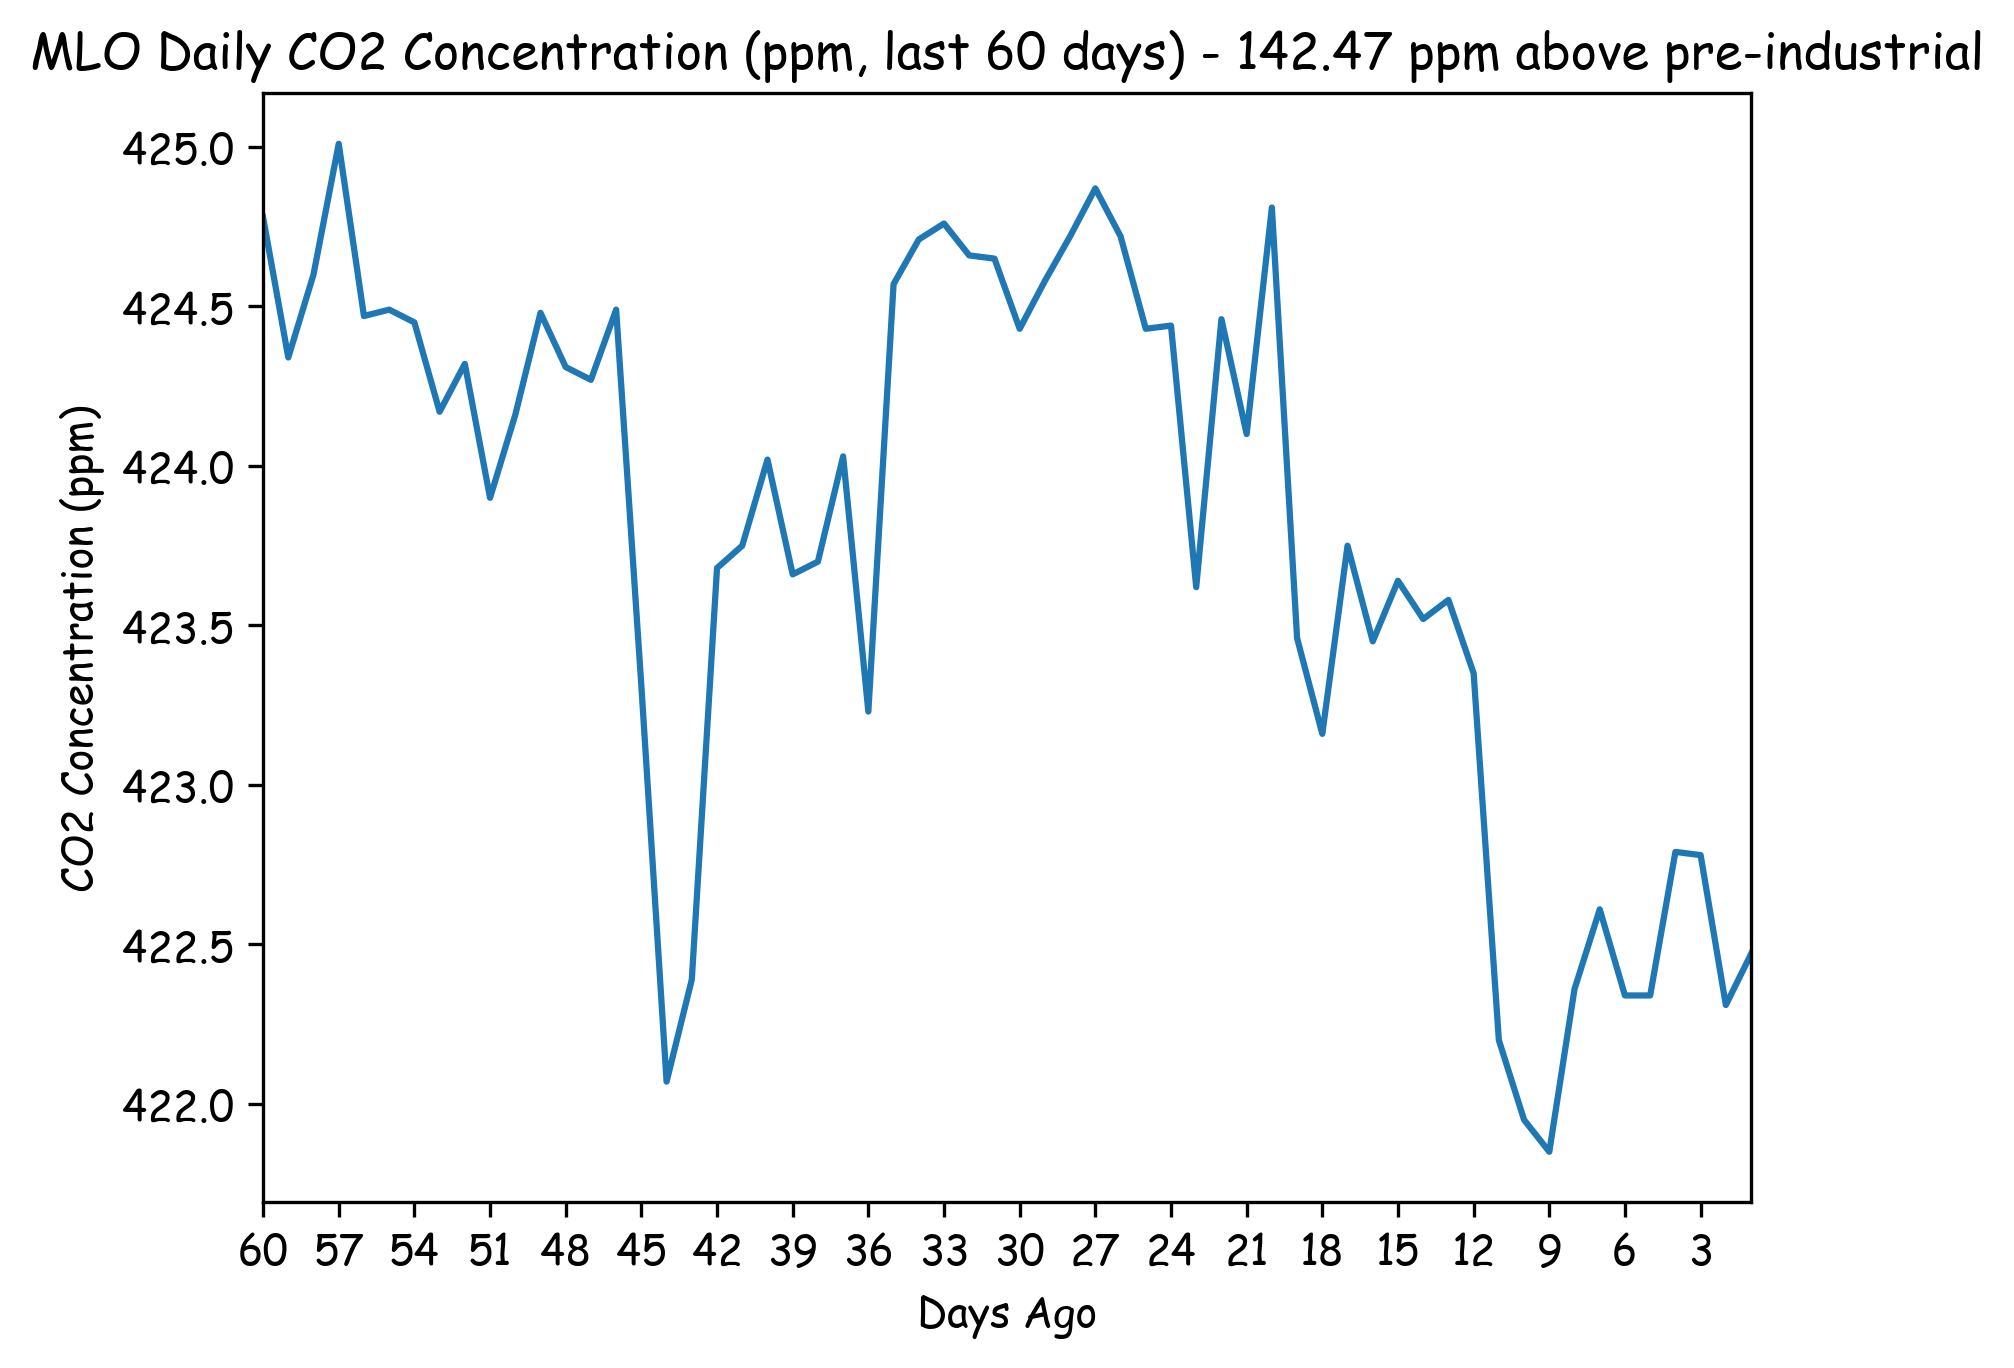 MLO Daily CO2 Concentration (ppm, last 60 days) - 142.47 ppm above pre-industrial
CO2 Concentration (ppm)
425.0
424.5
424.0
423.5
423.0
422.5
422.0
60 57 54 51 48 45 42 39 36 33 30 27 24 21 18 15 12 9 6 3
Days Ago